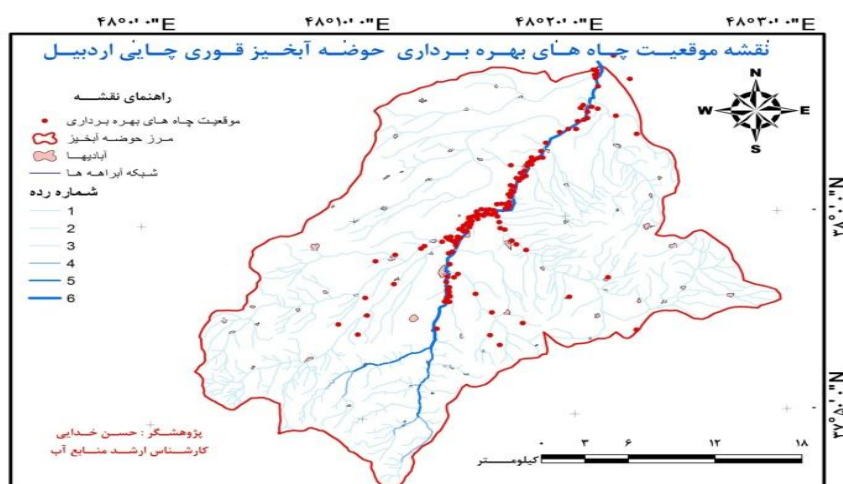 ۴۸°۰'۰"E ۴۸°۱۰'۰"E ۴۸°۲۰'۰"E ۴۸°۳۰'۰"E
نقشه موقعیت چاه های بهره برداری حوضه آبخیز قوری چایی اردبیل
راهنمای نقشه
موقعیت چاه های بهره برداری
مرز حوضه آبخیز
آبادیها
شبکه آبراهه ها
شماره رده
1
2
3
4
5
6
N
W E
S
پژوهشگر : حسن خدایی
کارشناس ارشد منابع آب
۰ ۳ ۶ ۱۲ ۱۸
کیلومتر